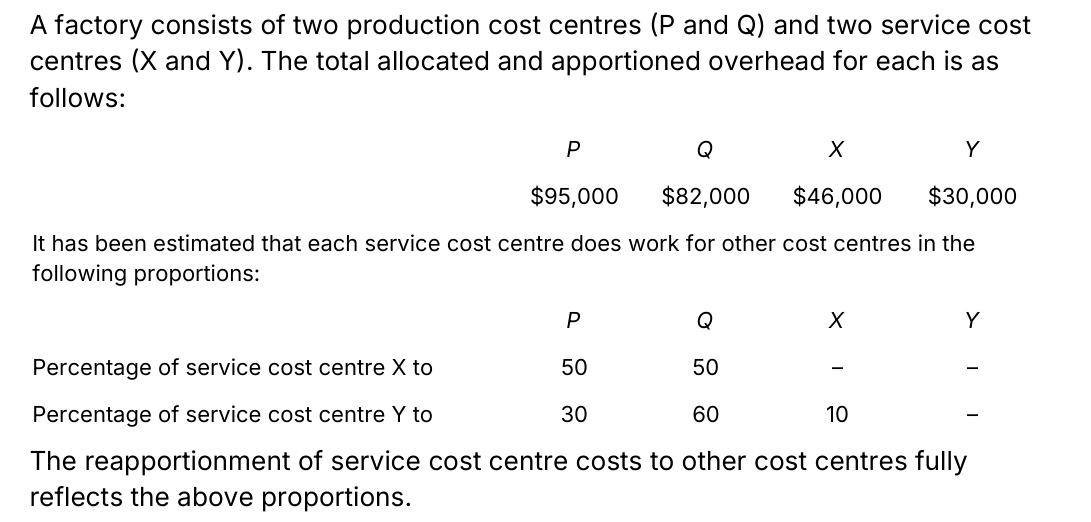 A factory consists of two production cost centres (P and Q) and two service cost
centres (X and Y). The total allocated and apportioned overhead for each is as
follows:
P Q X Y
$95,000 $82,000 $46,000 $30,000
It has been estimated that each service cost centre does work for other cost centres in the
following proportions:
P Q X Y
Percentage of service cost centre X to 50 50 – –
Percentage of service cost centre Y to 30 60 10 –
The reapportionment of service cost centre costs to other cost centres fully
reflects the above proportions.